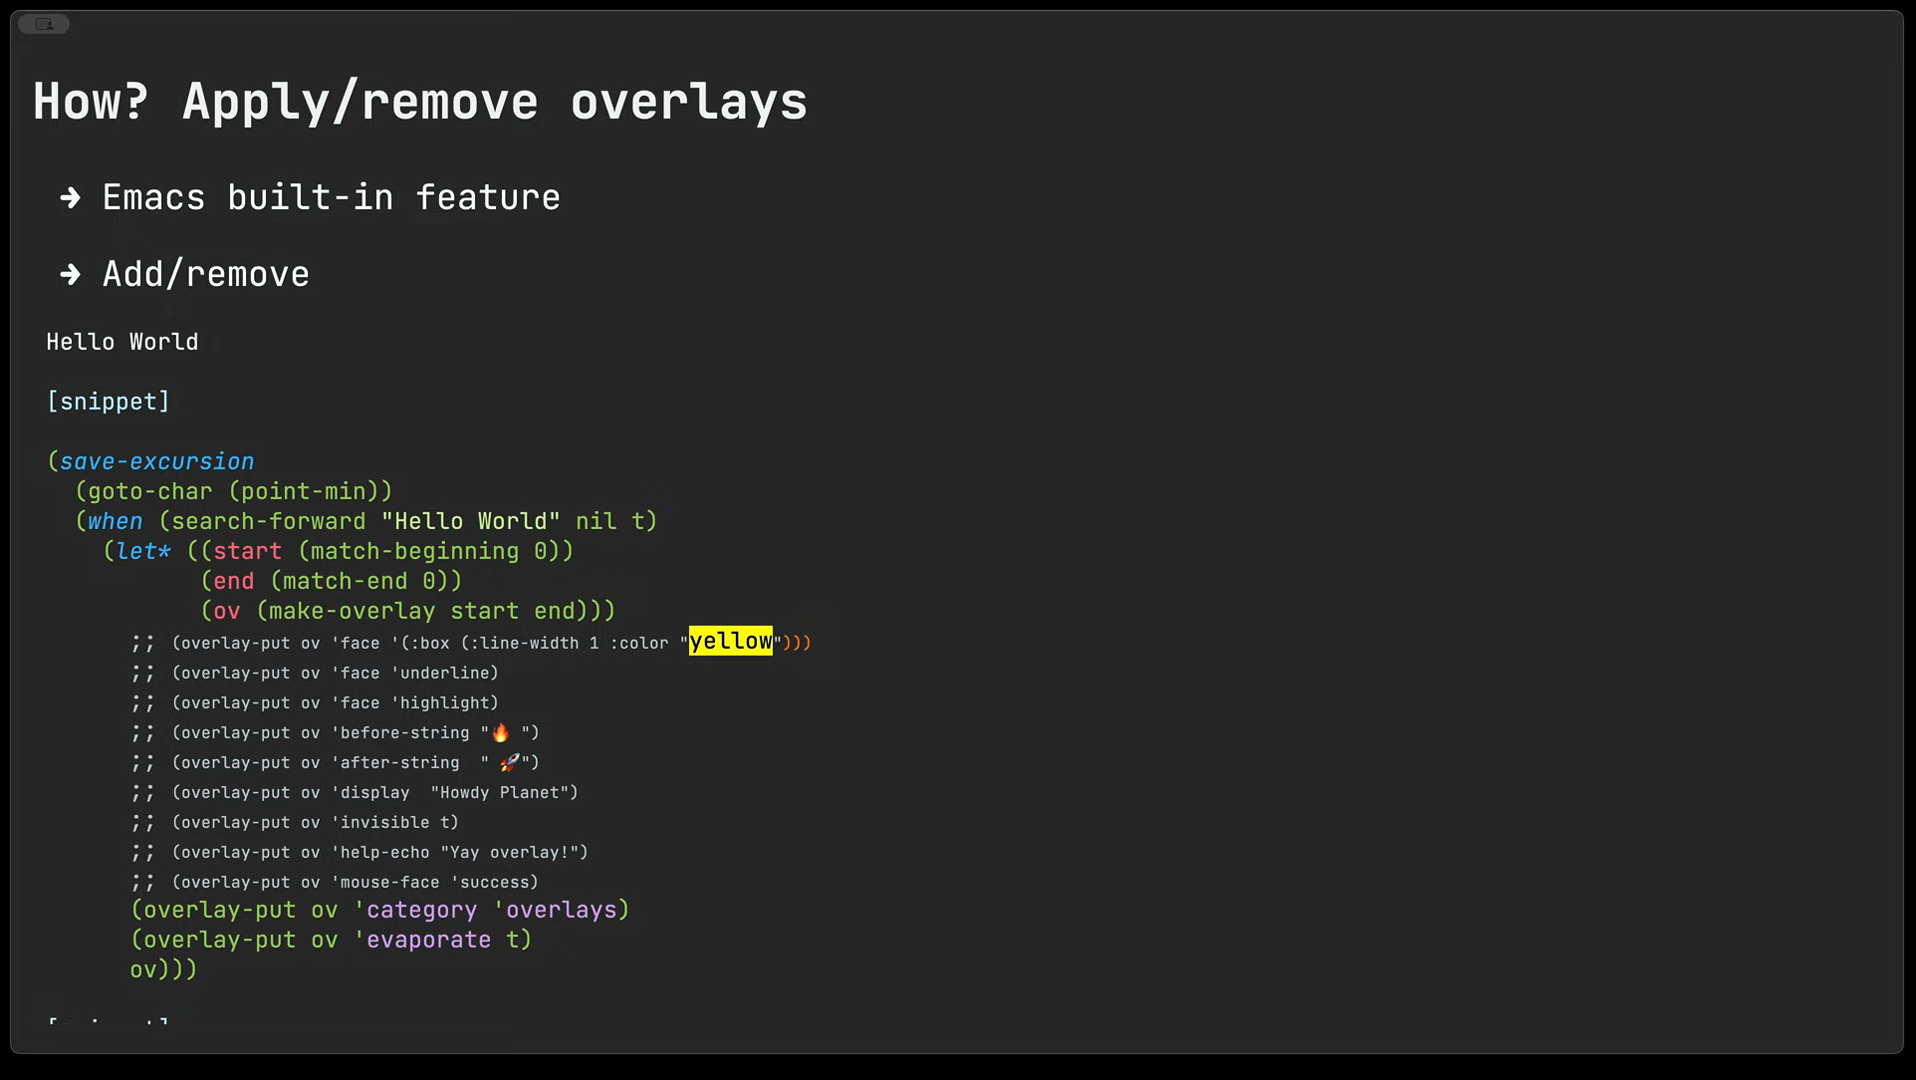 How? Apply/remove overlays
→ Emacs built-in feature
→ Add/remove
Hello World
[snippet]
(save-excursion
  (goto-char (point-min))
  (when (search-forward "Hello World" nil t)
    (let* ((start (match-beginning 0))
           (end (match-end 0))
           (ov (make-overlay start end)))
      ;; (overlay-put ov 'face '(:box (:line-width 1 :color "yellow")))
      ;; (overlay-put ov 'face 'underline)
      ;; (overlay-put ov 'face 'highlight)
      ;; (overlay-put ov 'before-string "🔥 ")
      ;; (overlay-put ov 'after-string  " 🚀")
      ;; (overlay-put ov 'display  "Howdy Planet")
      ;; (overlay-put ov 'invisible t)
      ;; (overlay-put ov 'help-echo "Yay overlay!")
      ;; (overlay-put ov 'mouse-face 'success)
      (overlay-put ov 'category 'overlays)
      (overlay-put ov 'evaporate t)
      ov)))